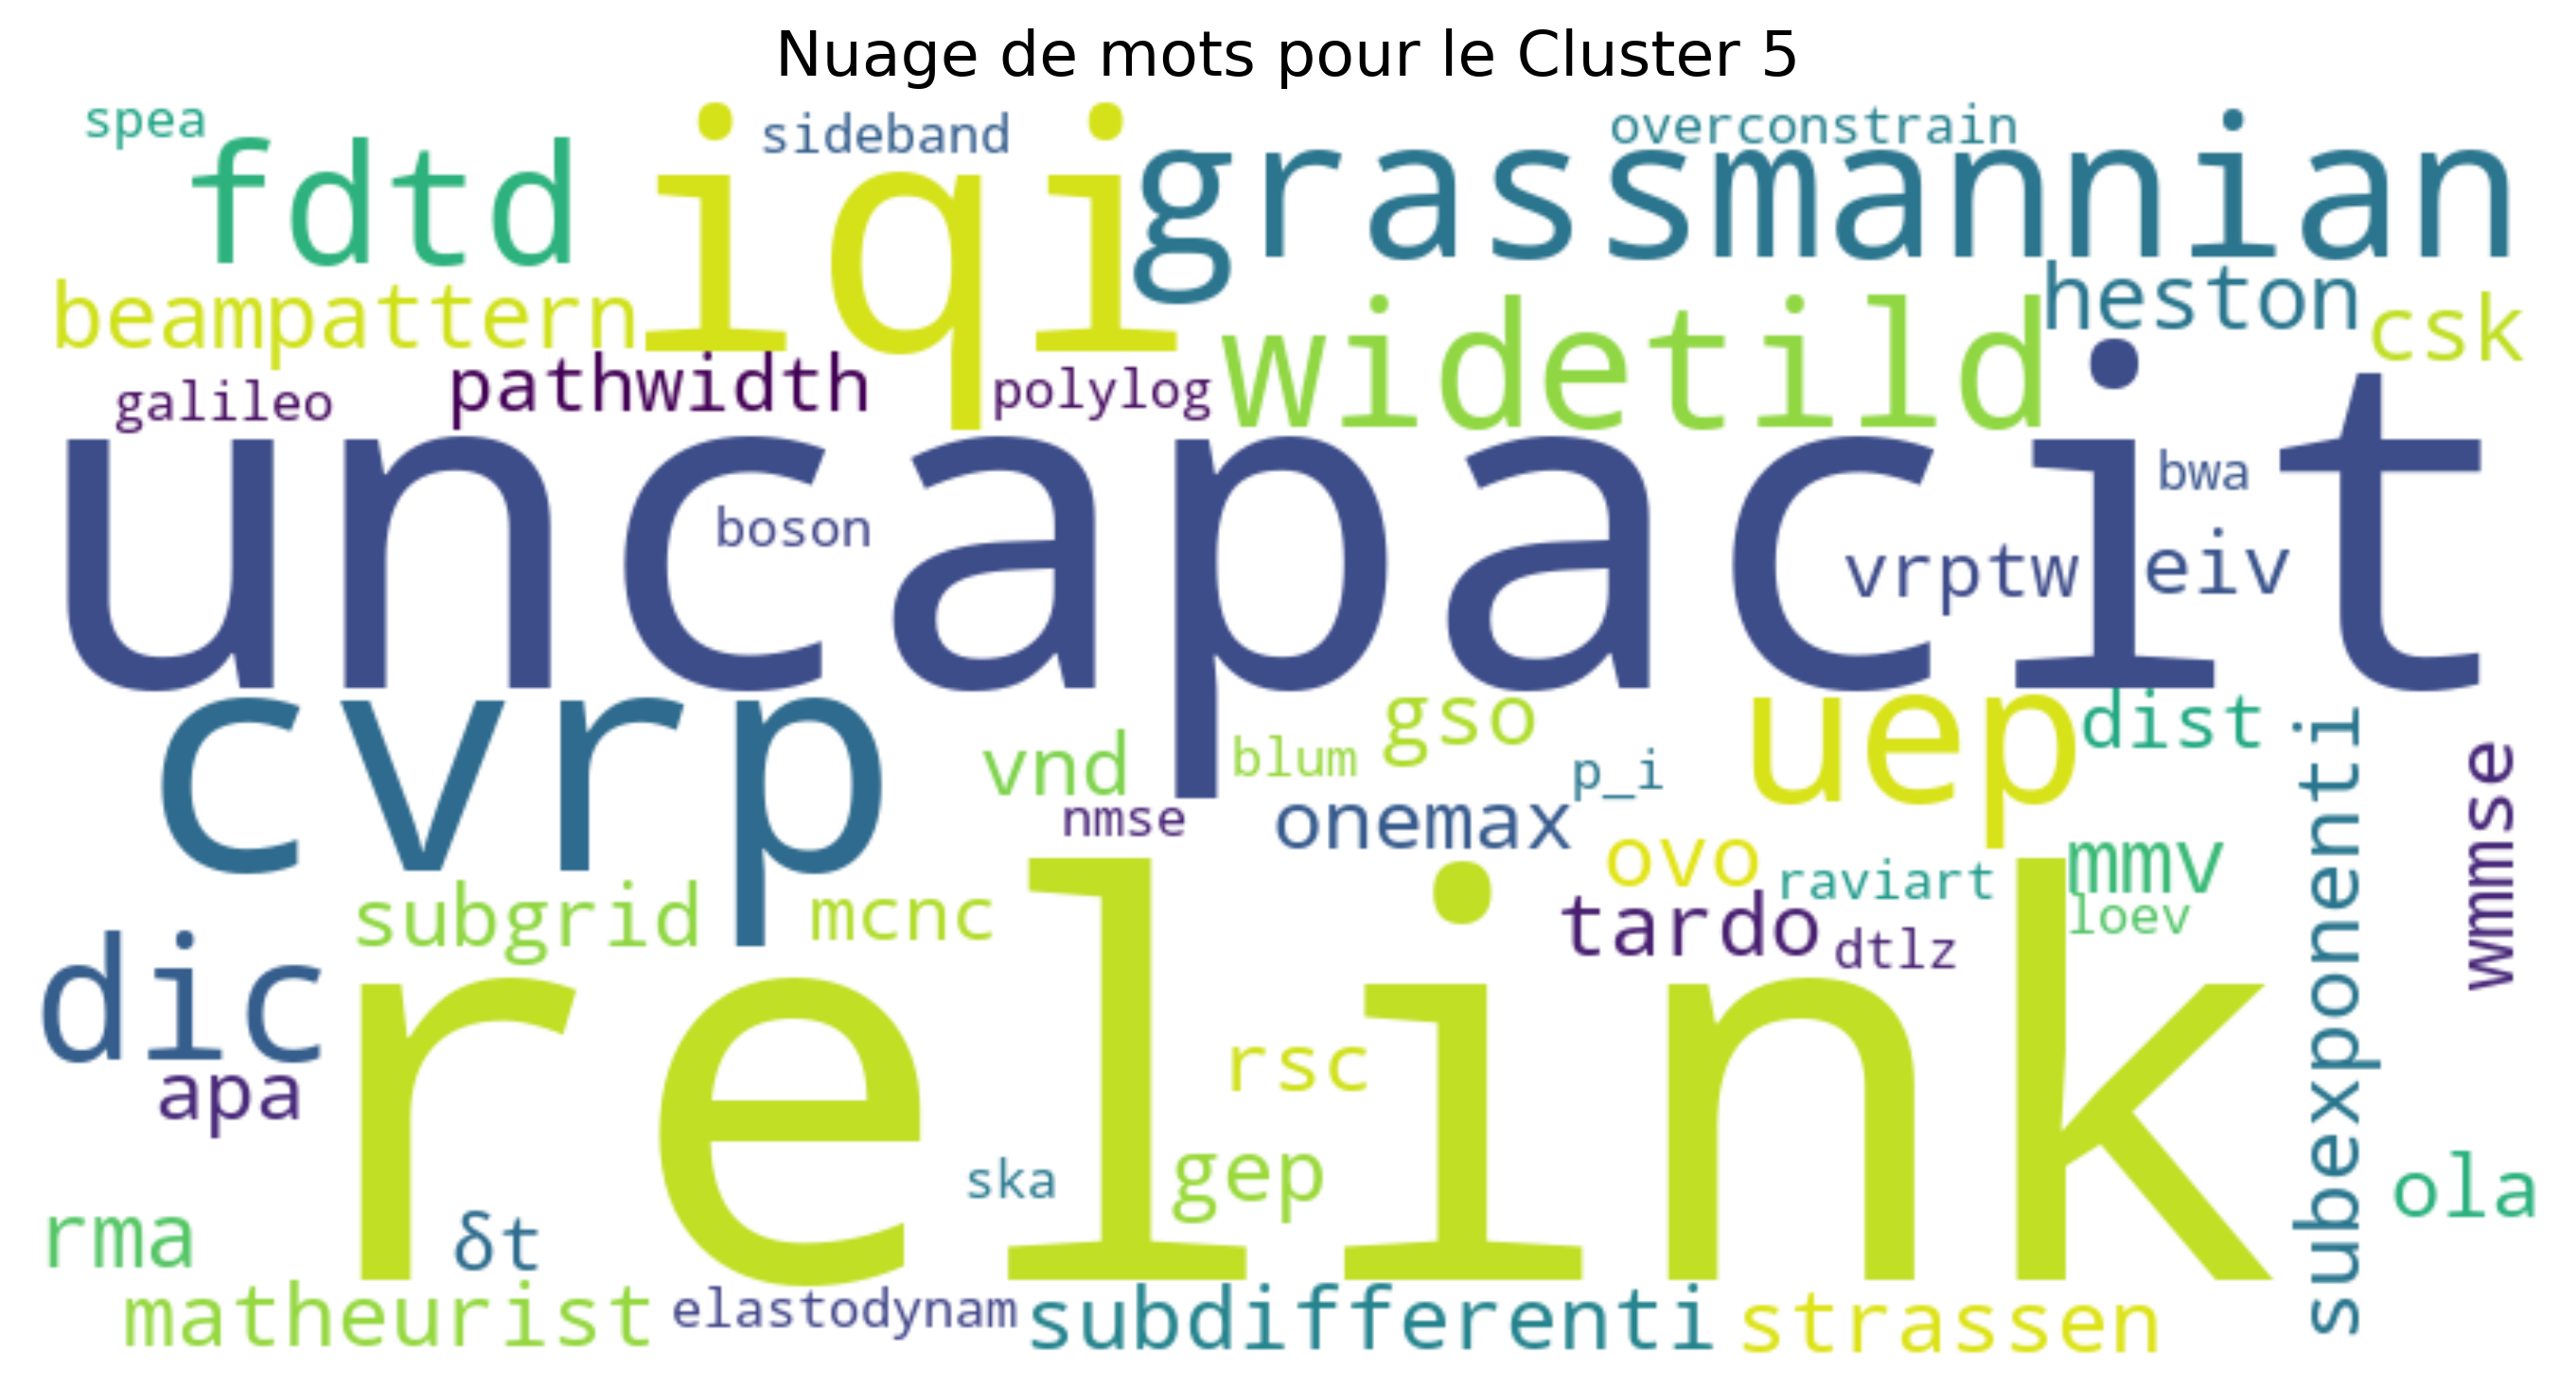 Nuage de mots pour le Cluster 5
spea
sideband
overconstrain
fdtd
iqi
grassmannian
beampattern
heston
csk
widetild
galileo
pathwidth
polylog
uncapacit
bwa
boson
vrptw
eiv
cvrp
vnd
blum
gso
p_i
uep
dist
nmse
onemax
ovo
raviart
mmv
loev
wmmse
subexponenti
subgrid
mcnc
tardo
dtlz
dic
relink
apa
rsc
ska
gep
ola
rma
δt
matheurist
elastodynam
subdifferenti
strassen